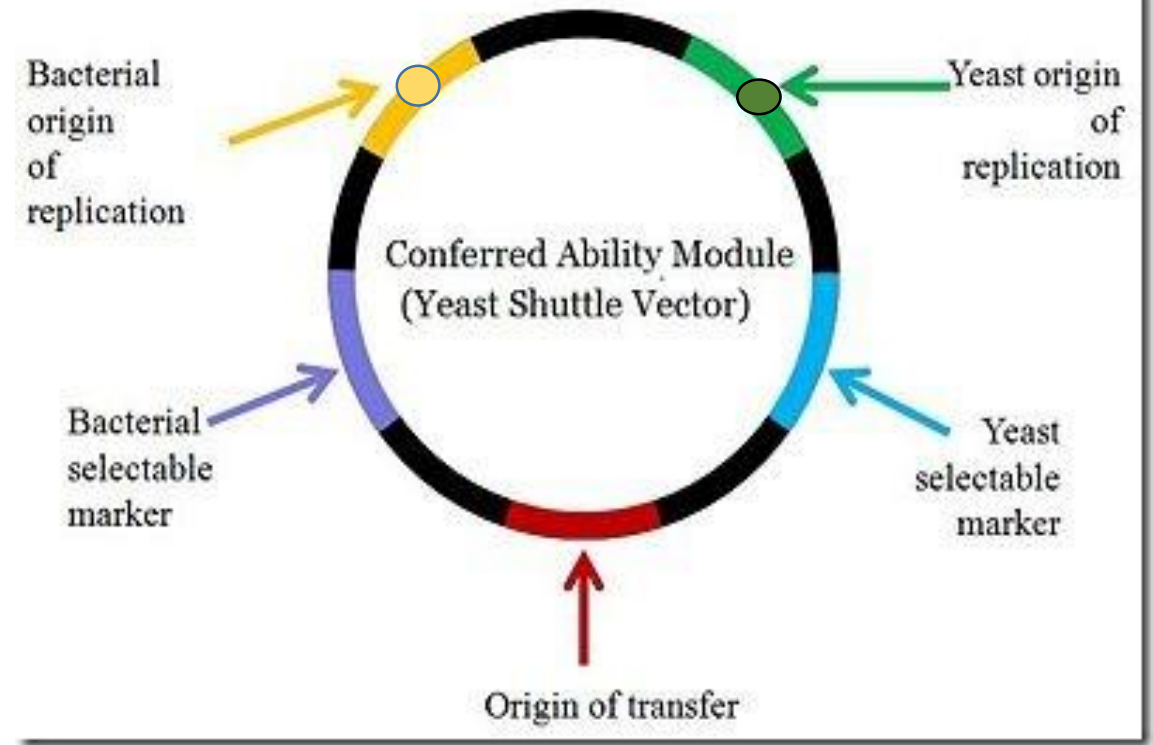 Bacterial
origin
of
replication
Yeast origin
of
replication
Conferred Ability Module
(Yeast Shuttle Vector)
Bacterial
selectable
marker
Yeast
selectable
marker
Origin of transfer